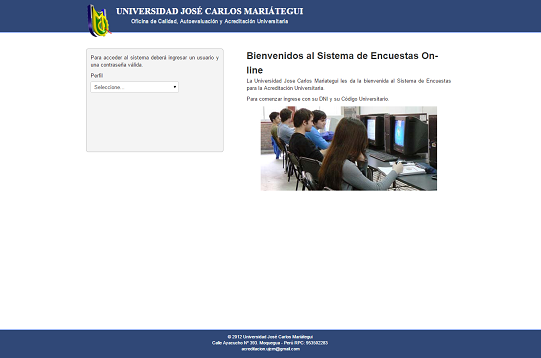 UNIVERSIDAD JOSÉ CARLOS MARIÁTEGUI
Oficina de Calidad, Autoevaluación y Acreditación Universitaria
Para acceder al sistema deberá ingresar un usuario y
una contraseña válida.
Perfil
Seleccione...
Bienvenidos al Sistema de Encuestas On-
line
La Universidad Jose Carlos Mariategui les da la bienvenida al Sistema de Encuestas
para la Acreditación Universitaria.
Para comenzar ingrese con su DNI y su Código Universitario.
© 2012 Universidad José Carlos Mariátegui
Calle Ayacucho Nº 393, Moquegua - Perú RPC: 953502283
acreditacion.ujcm@gmail.com